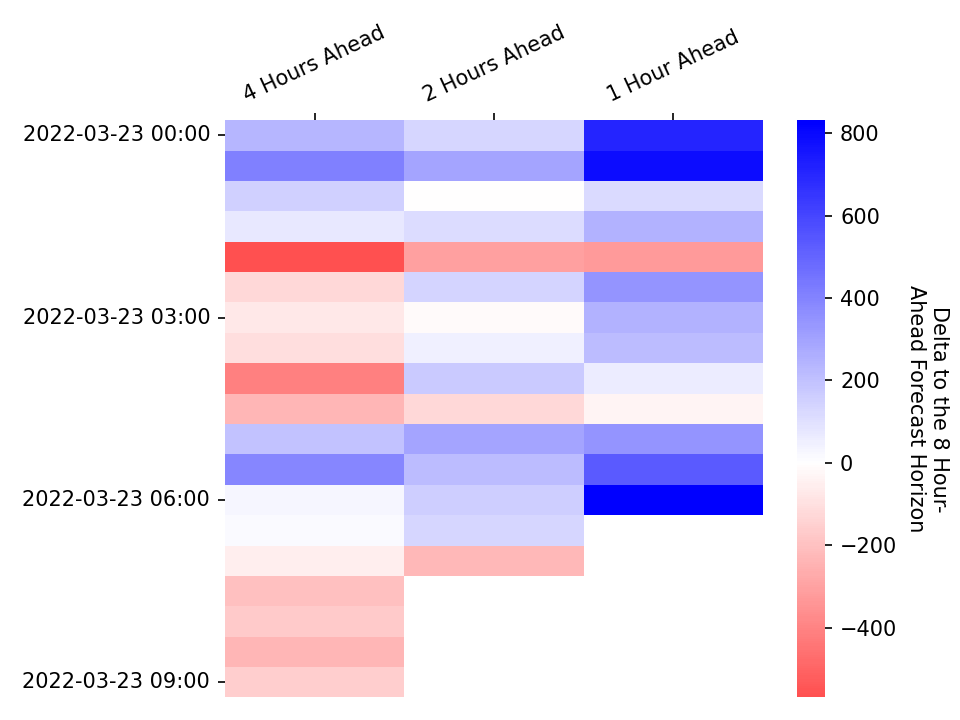 4 Hours Ahead
2 Hours Ahead
1 Hour Ahead
2022-03-23 00:00
2022-03-23 03:00
2022-03-23 06:00
2022-03-23 09:00
800
600
400
200
0
−200
−400
Delta to the 8 Hour-
Ahead Forecast Horizon